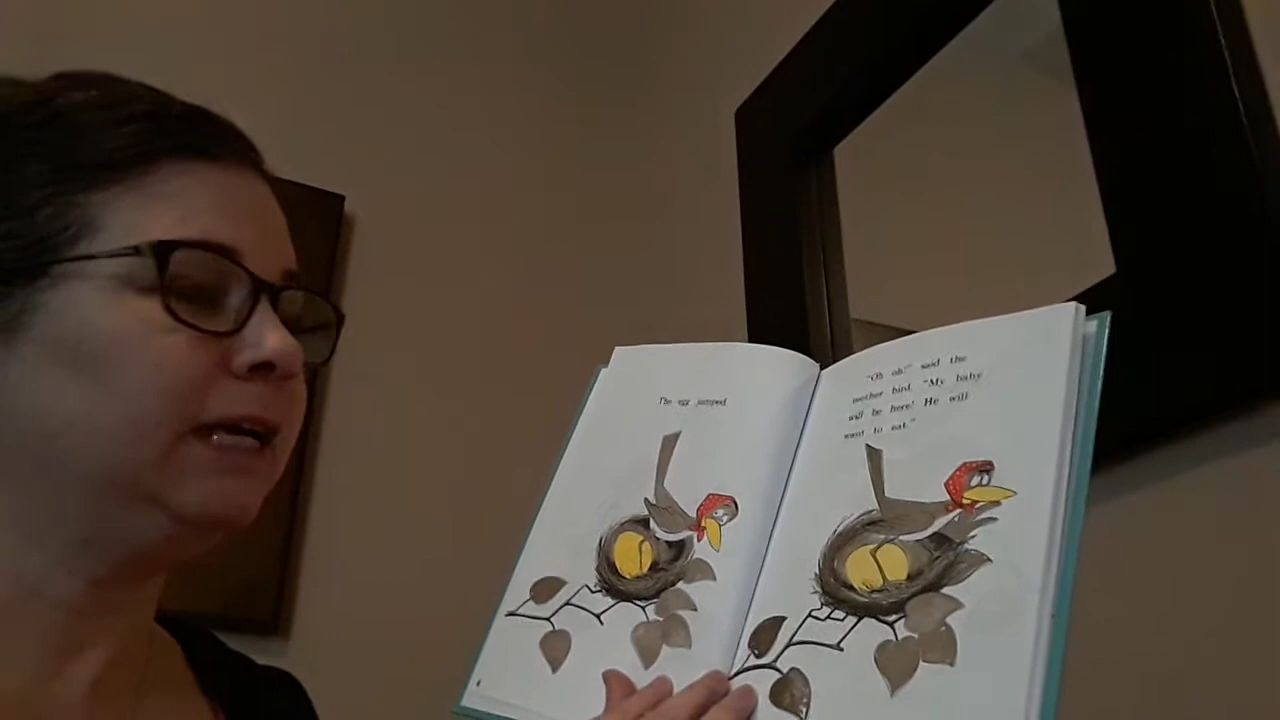 The egg jumped.
"Oh oh!" said the
mother bird. "My baby
will be here! He will
want to eat."